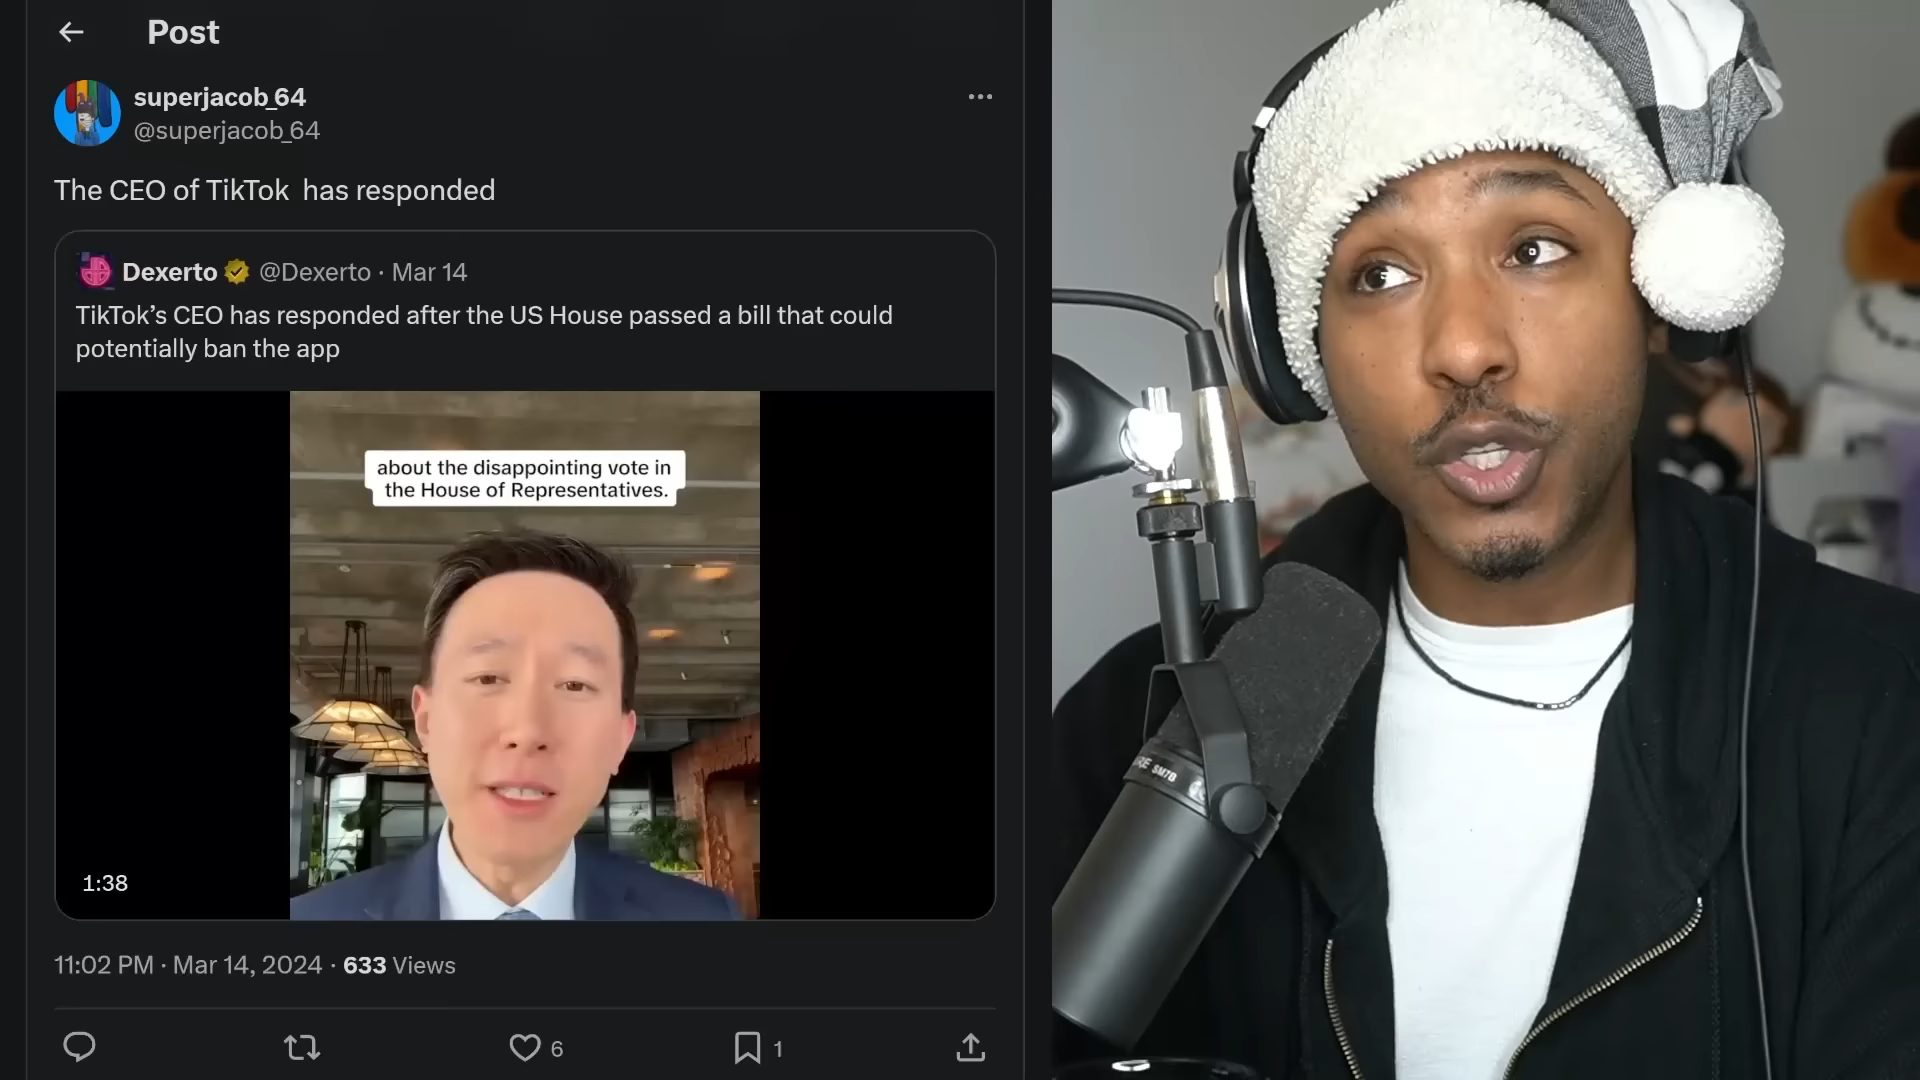 Post
superjacob_64
@superjacob_64
The CEO of TikTok has responded
Dexerto @Dexerto · Mar 14
TikTok’s CEO has responded after the US House passed a bill that could
potentially ban the app
about the disappointing vote in
the House of Representatives.
1:38
11:02 PM · Mar 14, 2024 · 633 Views
6
1
SM7B